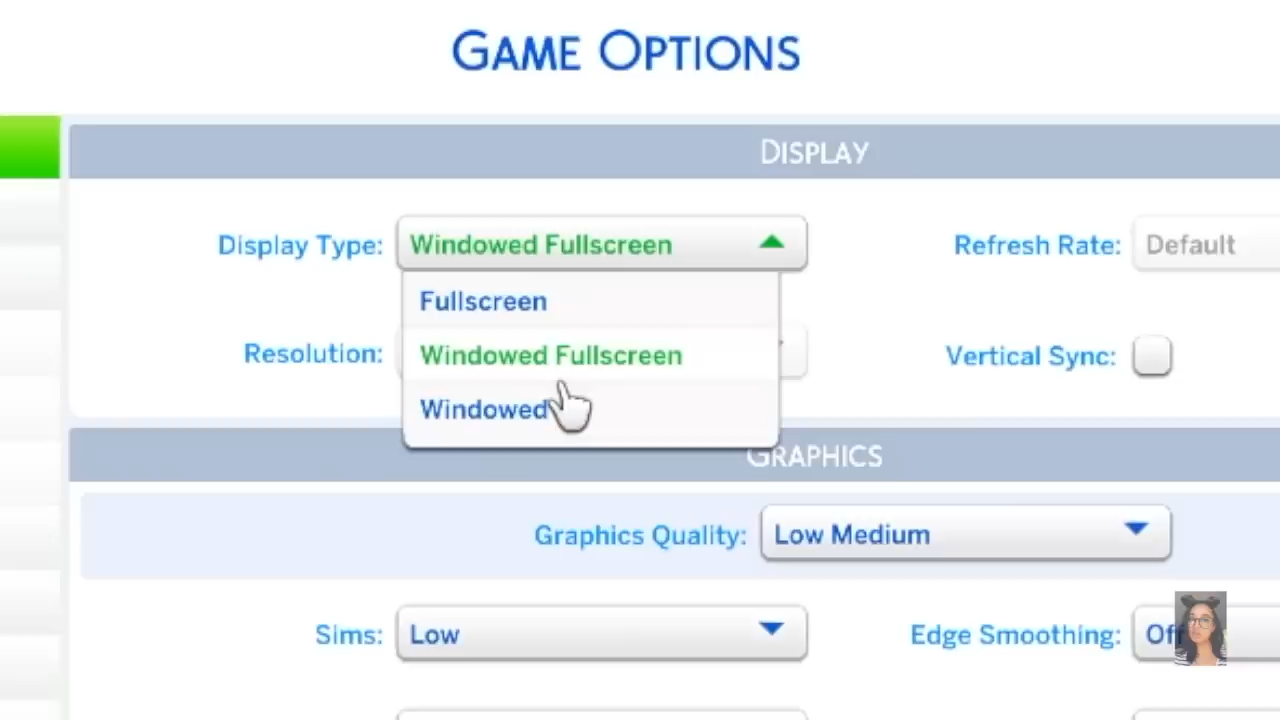 GAME OPTIONS
DISPLAY
Display Type: Windowed Fullscreen
Refresh Rate: Default
Fullscreen
Windowed Fullscreen
Windowed
Resolution:
Vertical Sync:
GRAPHICS
Graphics Quality: Low Medium
Sims: Low
Edge Smoothing: Off